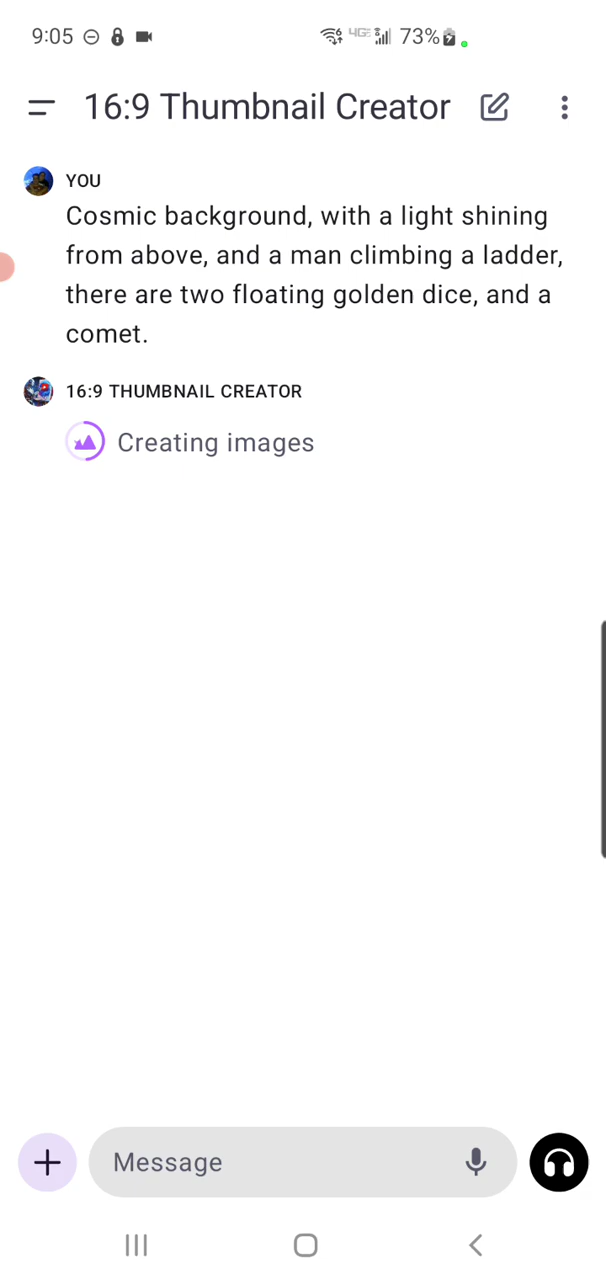 9:05 4GE 73%
16:9 Thumbnail Creator
YOU
Cosmic background, with a light shining
from above, and a man climbing a ladder,
there are two floating golden dice, and a
comet.
16:9 THUMBNAIL CREATOR
Creating images
Message